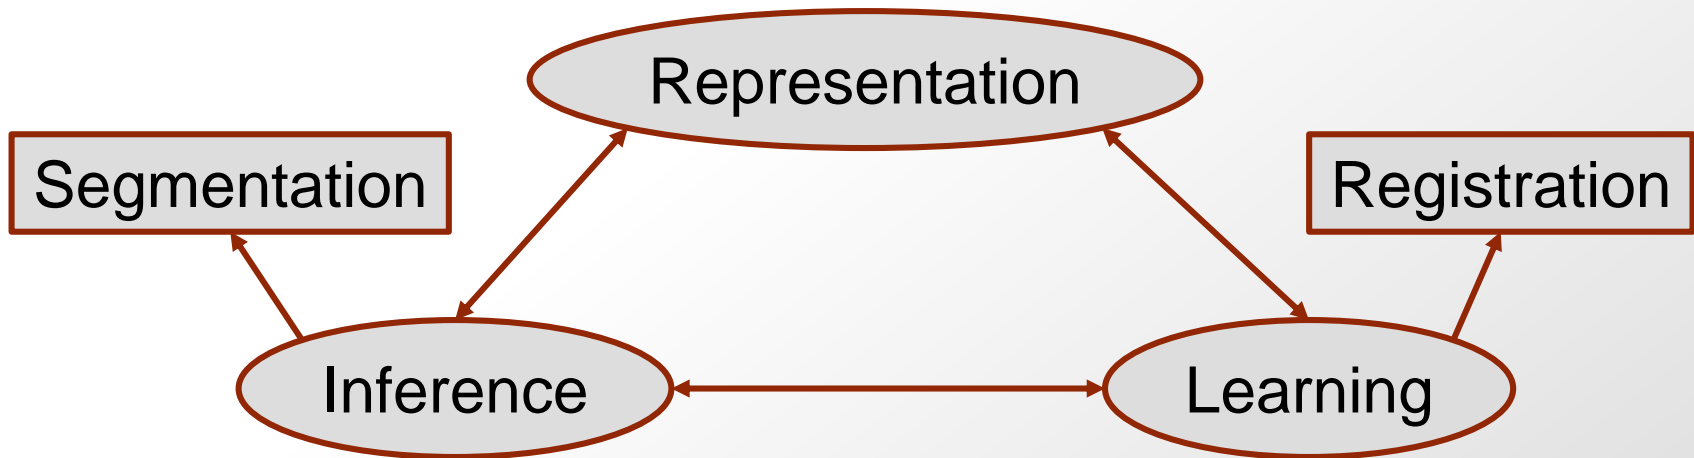 Representation
Segmentation
Registration
Inference
Learning